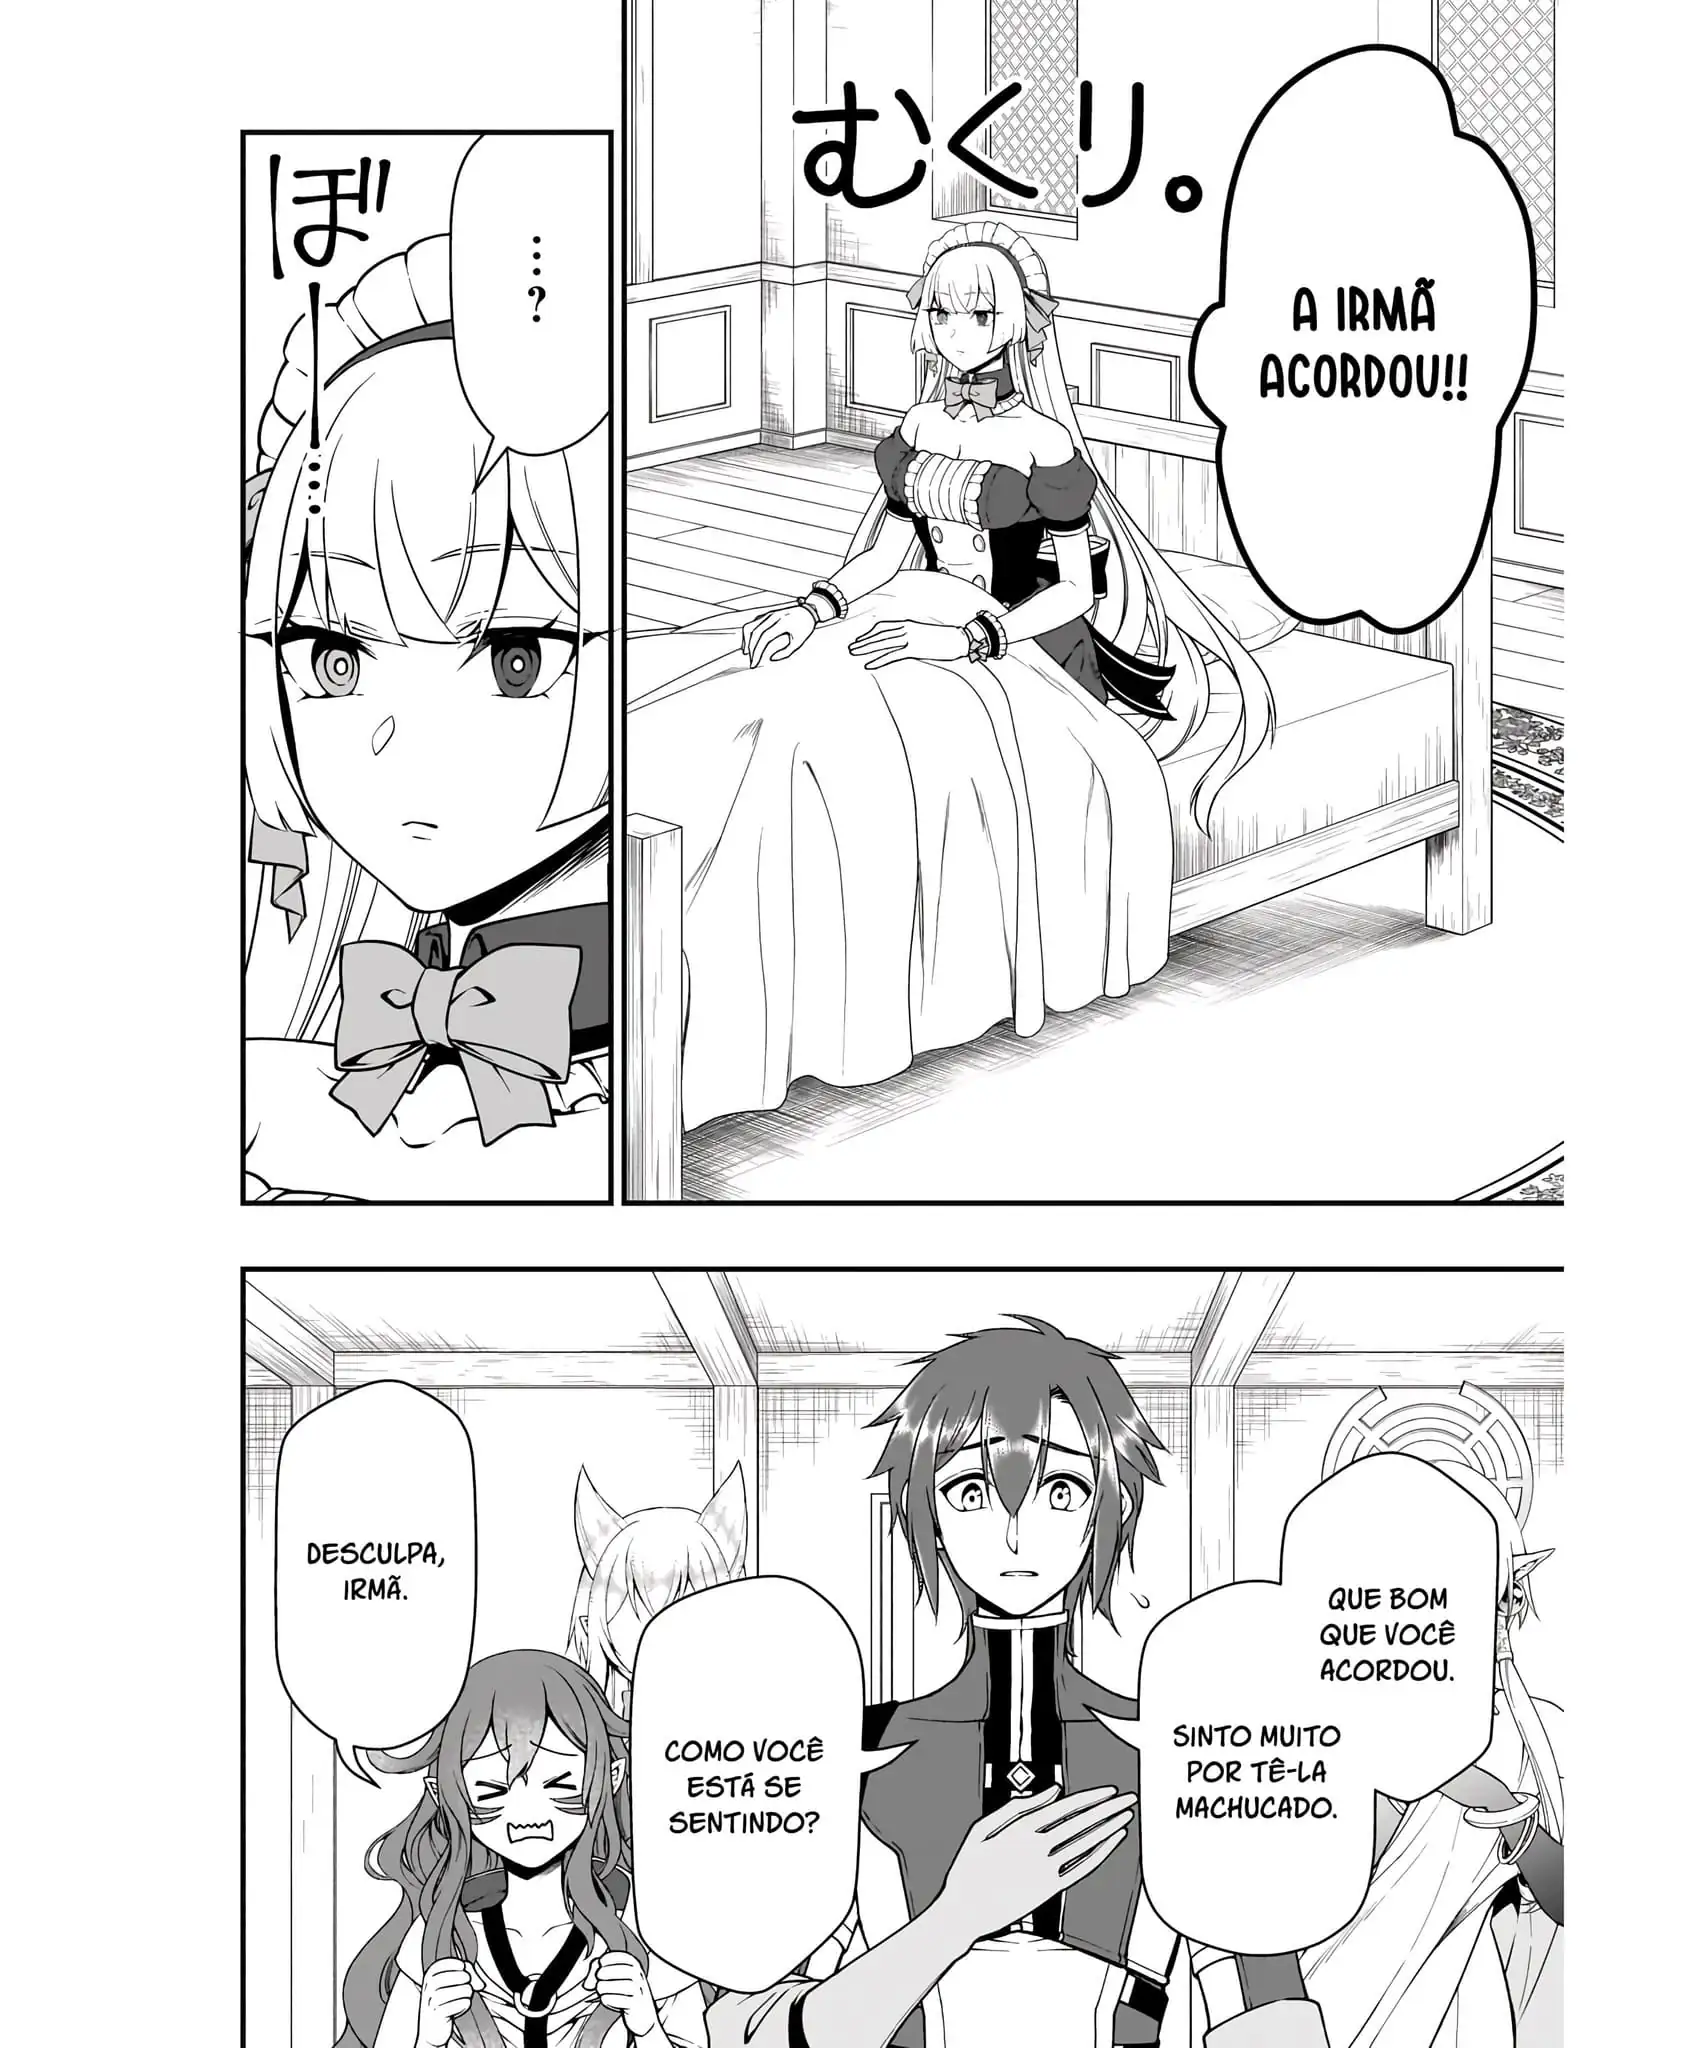 A IRMÃ
ACORDOU!!
むくり。
...?
ぼー......
QUE BOM
QUE VOCÊ
ACORDOU.
SINTO MUITO
POR TÊ-LA
MACHUCADO.
COMO VOCÊ
ESTÁ SE
SENTINDO?
DESCULPA,
IRMÃ.